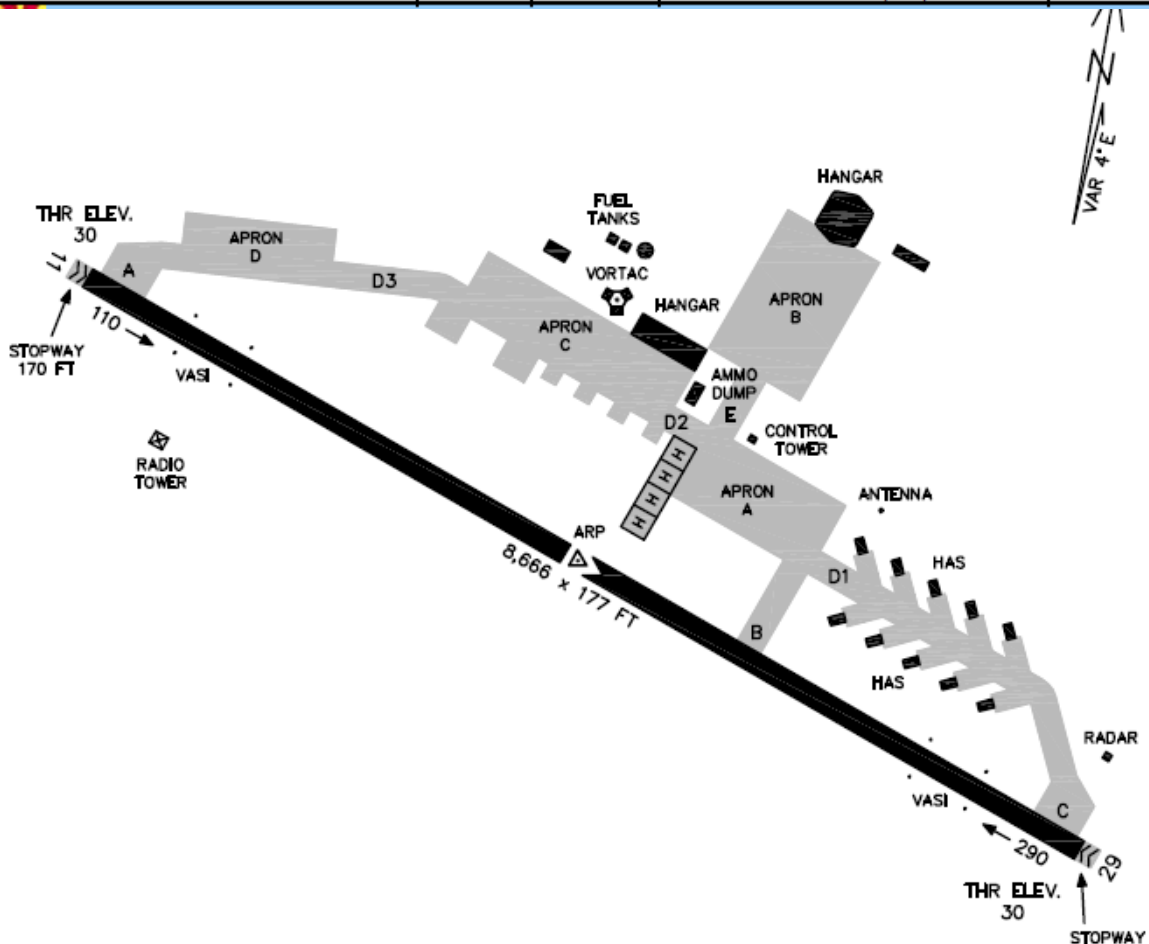 N
VAR 4°E
HANGAR
THR ELEV.
30
FUEL
TANKS
APRON
D
A
11
D3
VORTAC
HANGAR
APRON
B
110
APRON
C
STOPWAY
170 FT
VASI
AMMO
DUMP
E
D2
CONTROL
TOWER
RADIO
TOWER
H
H
H
H
APRON
A
ANTENNA
ARP
8,666 x 177 FT
HAS
D1
B
HAS
RADAR
VASI
C
290
29
THR ELEV.
30
STOPWAY